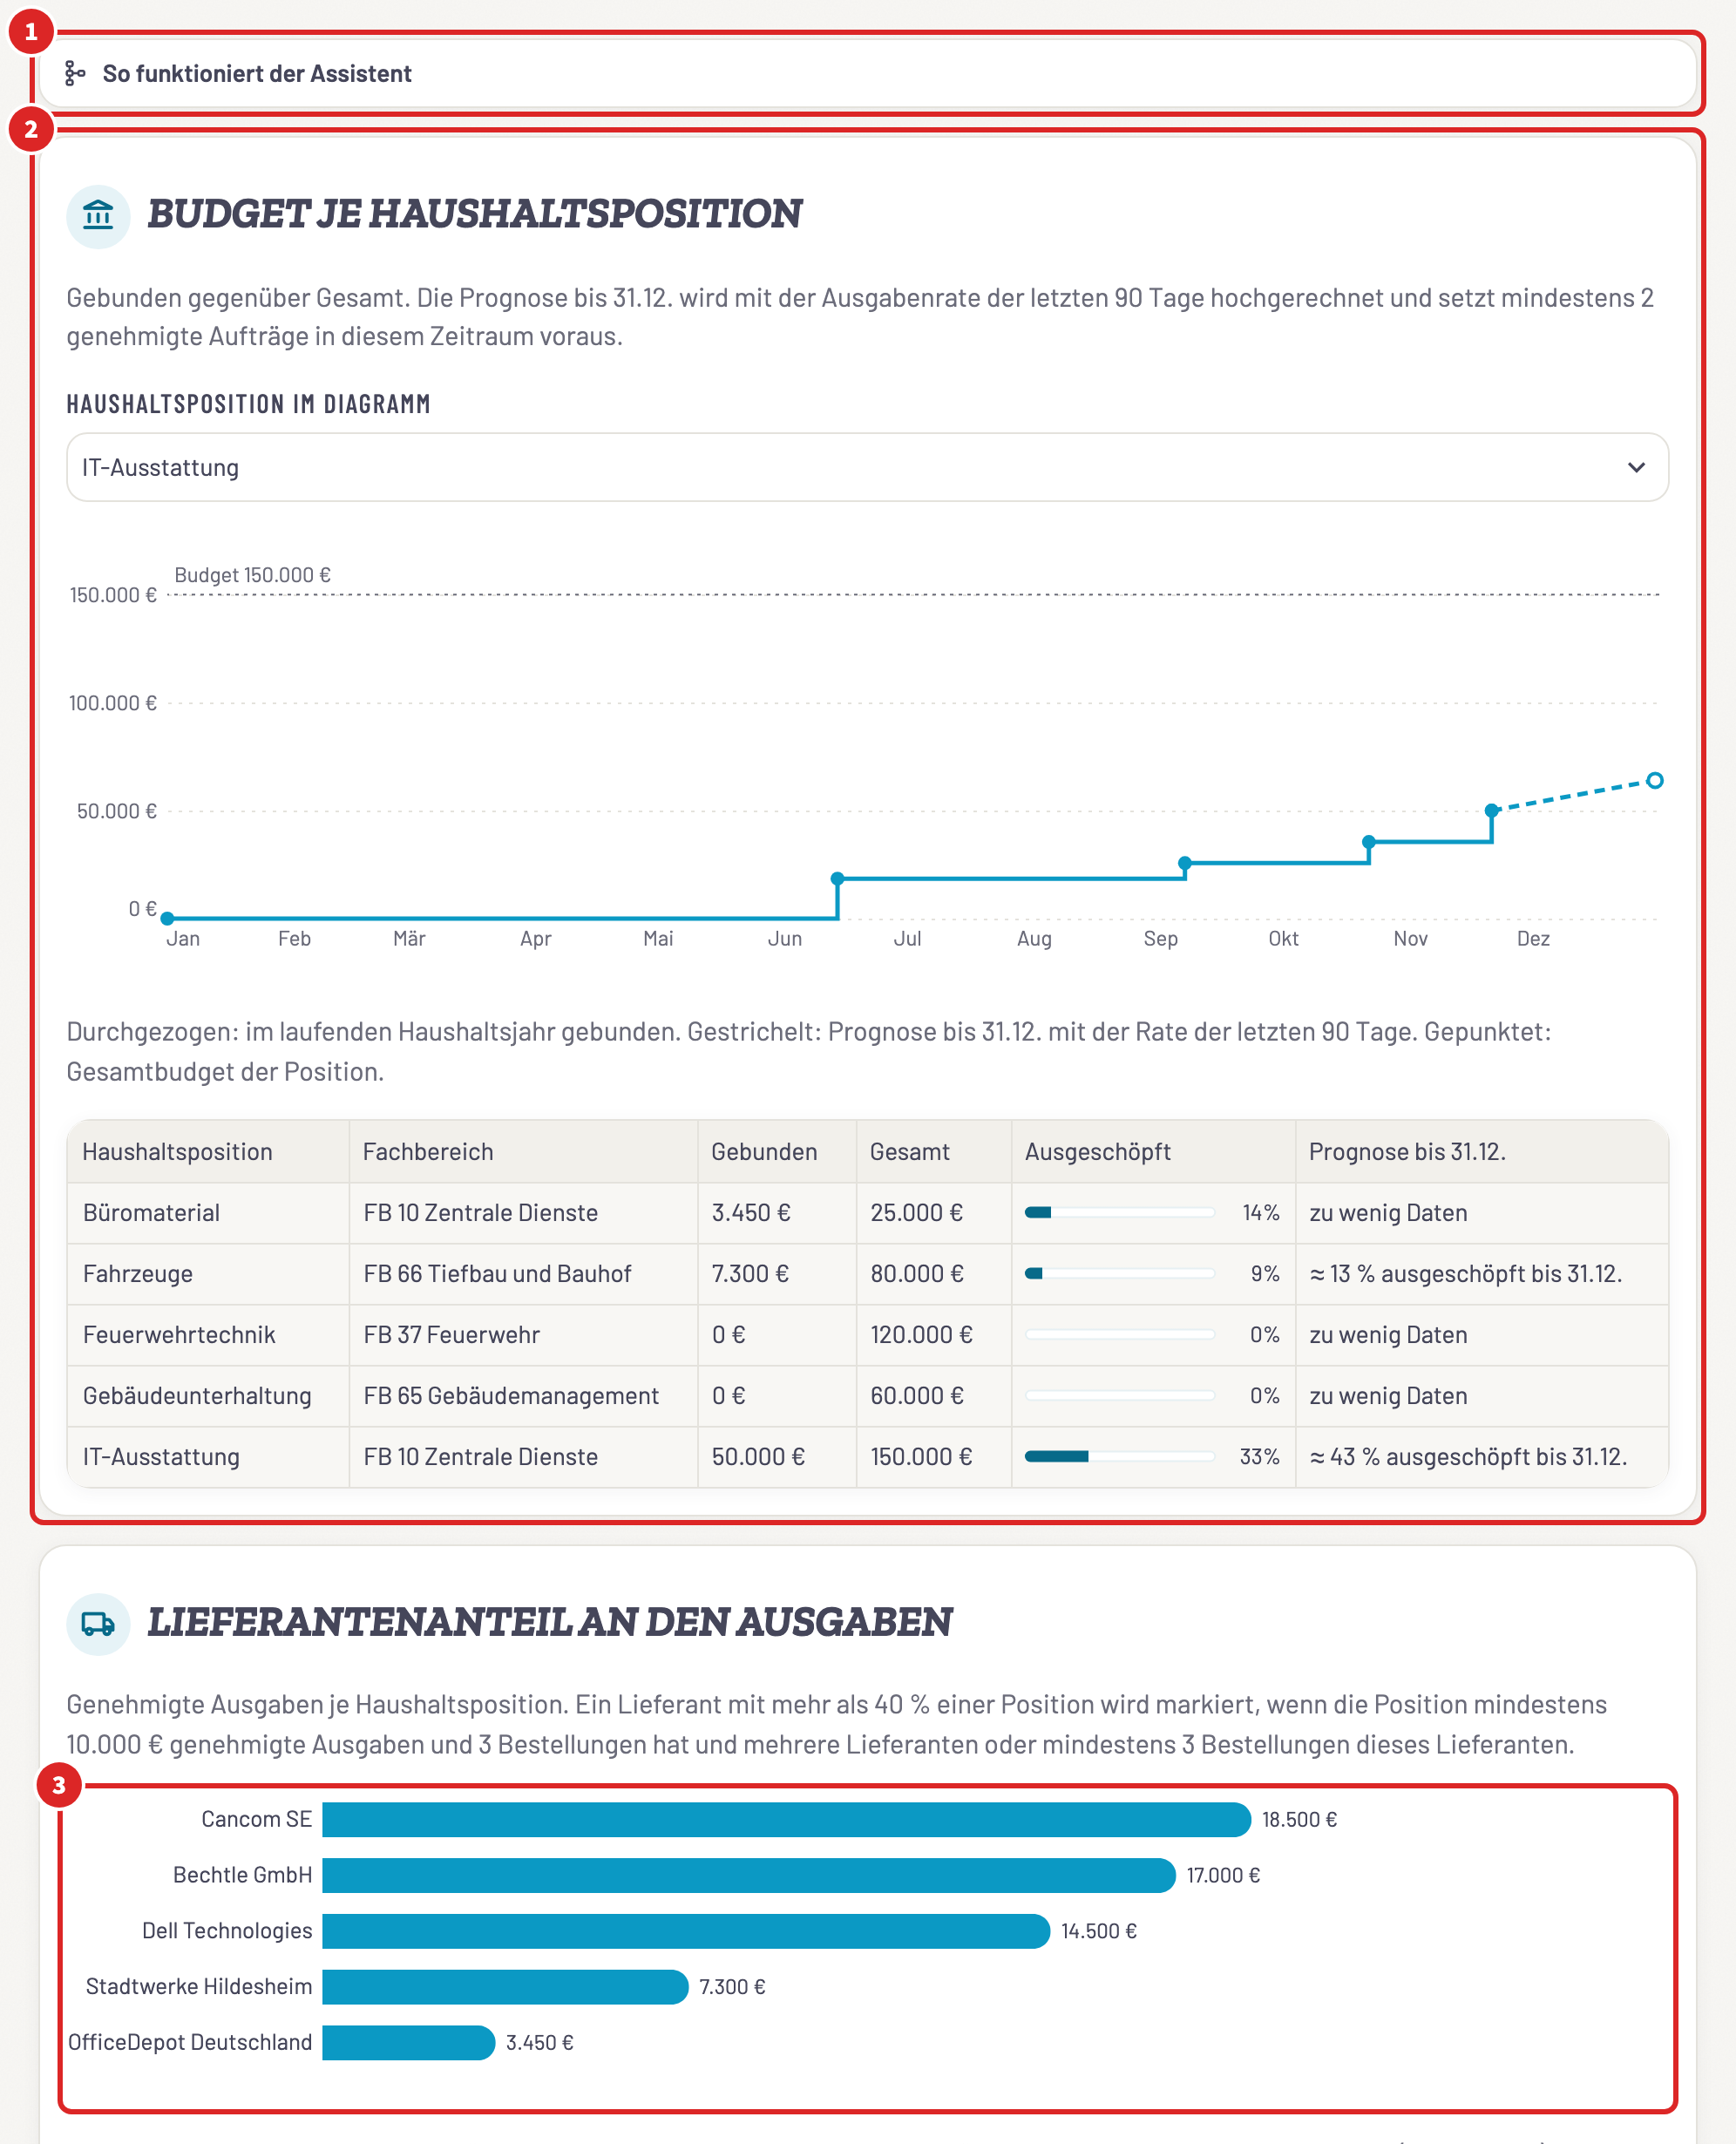 1
So funktioniert der Assistent
2
BUDGET JE HAUSHALTSPOSITION
Gebunden gegenüber Gesamt. Die Prognose bis 31.12. wird mit der Ausgabenrate der letzten 90 Tage hochgerechnet und setzt mindestens 2
genehmigte Aufträge in diesem Zeitraum voraus.
HAUSHALTSPOSITION IM DIAGRAMM
IT-Ausstattung
Budget 150.000 €
150.000 €
100.000 €
50.000 €
0 €
Jan Feb Mär Apr Mai Jun Jul Aug Sep Okt Nov Dez
Durchgezogen: im laufenden Haushaltsjahr gebunden. Gestrichelt: Prognose bis 31.12. mit der Rate der letzten 90 Tage. Gepunktet:
Gesamtbudget der Position.
Haushaltsposition Fachbereich Gebunden Gesamt Ausgeschöpft Prognose bis 31.12.
Büromaterial FB 10 Zentrale Dienste 3.450 € 25.000 € 14% zu wenig Daten
Fahrzeuge FB 66 Tiefbau und Bauhof 7.300 € 80.000 € 9% ≈ 13 % ausgeschöpft bis 31.12.
Feuerwehrtechnik FB 37 Feuerwehr 0 € 120.000 € 0% zu wenig Daten
Gebäudeunterhaltung FB 65 Gebäudemanagement 0 € 60.000 € 0% zu wenig Daten
IT-Ausstattung FB 10 Zentrale Dienste 50.000 € 150.000 € 33% ≈ 43 % ausgeschöpft bis 31.12.
LIEFERANTENANTEIL AN DEN AUSGABEN
Genehmigte Ausgaben je Haushaltsposition. Ein Lieferant mit mehr als 40 % einer Position wird markiert, wenn die Position mindestens
10.000 € genehmigte Ausgaben und 3 Bestellungen hat und mehrere Lieferanten oder mindestens 3 Bestellungen dieses Lieferanten.
3
Cancom SE 18.500 €
Bechtle GmbH 17.000 €
Dell Technologies 14.500 €
Stadtwerke Hildesheim 7.300 €
OfficeDepot Deutschland 3.450 €